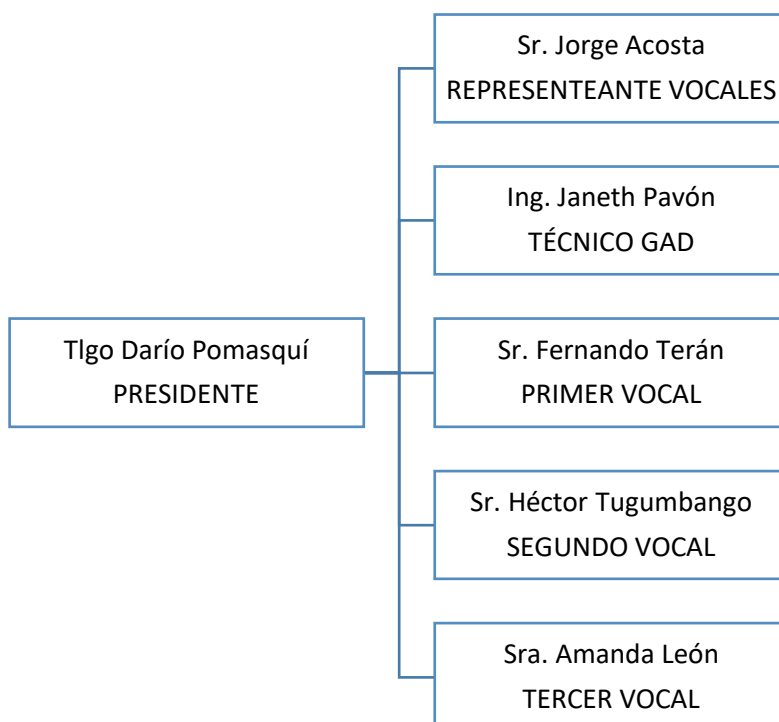 Sr. Jorge Acosta
REPRESENTEANTE VOCALES
Ing. Janeth Pavón
TÉCNICO GAD
Tlgo Darío Pomasquí
PRESIDENTE
Sr. Fernando Terán
PRIMER VOCAL
Sr. Héctor Tugumbango
SEGUNDO VOCAL
Sra. Amanda León
TERCER VOCAL